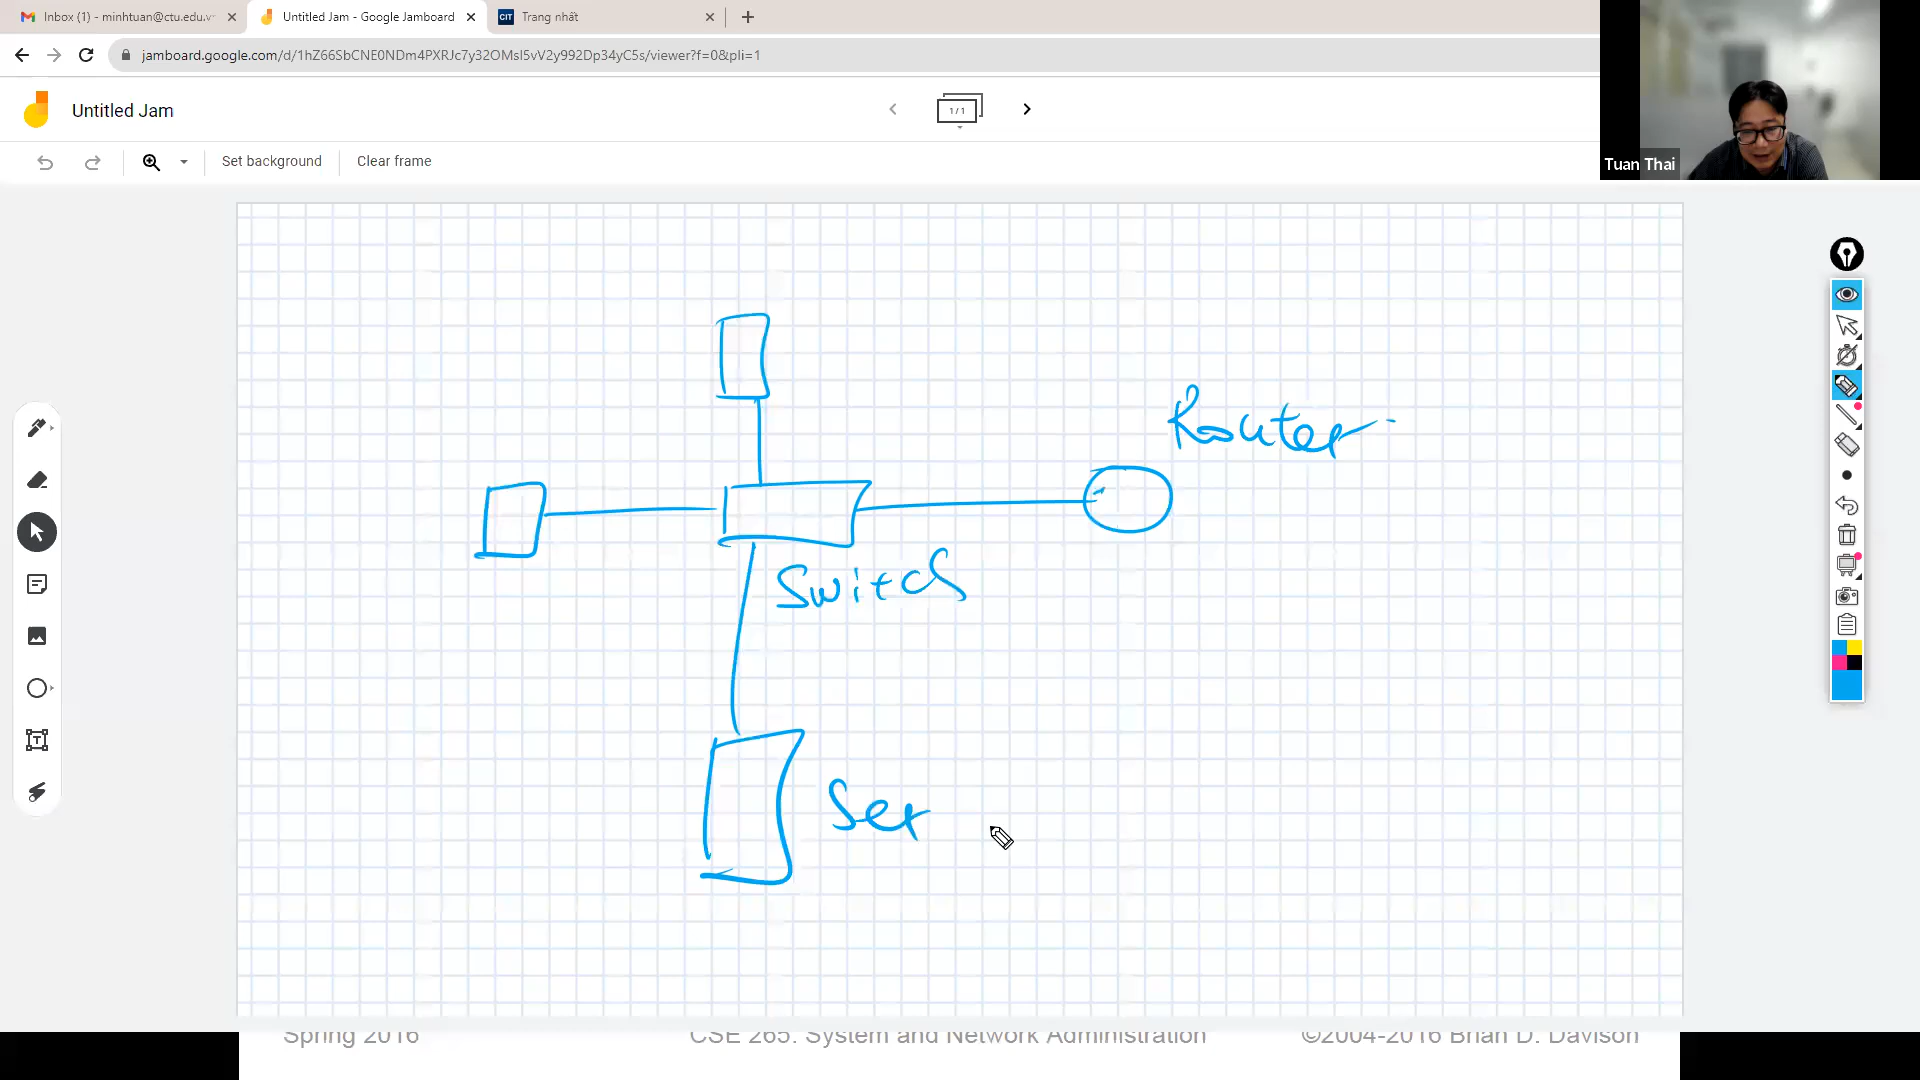 Inbox (1) - minhtuan@ctu.edu.v
Untitled Jam - Google Jamboard
CIT
Trang nhất
jamboard.google.com/d/1hZ66SbCNE0NDm4PXRJc7y32OMsl5vV2y992Dp34yC5s/viewer?f=0&pli=1
Untitled Jam
1/1
Set background
Clear frame
Tuan Thai
Router
Switch
Ser
Spring 2016
CSE 265: System and Network Administration
©2004-2016 Brian D. Davison